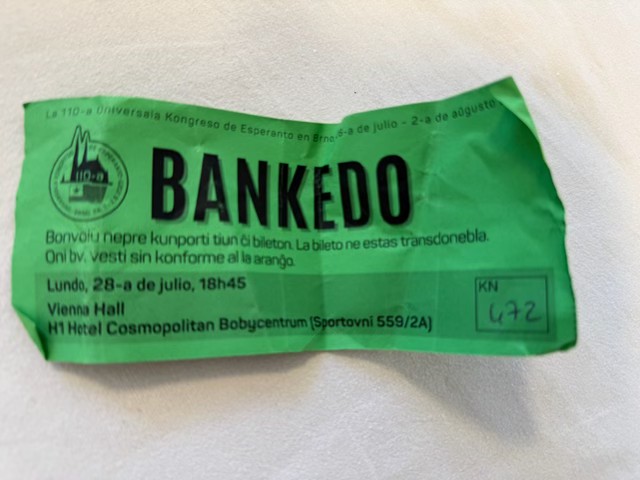 La 110-a Universala Kongreso de Esperanto en Brno, 26-a de julio - 2-a de aŭgusto
110-a
BANKEDO
Bonvolu nepre kunporti tiun ĉi bileton. La bileto ne estas transdonebla.
Oni bv. vesti sin konforme al la aranĝo.
Lundo, 28-a de julio, 18h45
Vienna Hall
H1 Hotel Cosmopolitan Bobycentrum (Sportovní 559/2A)
KN
472